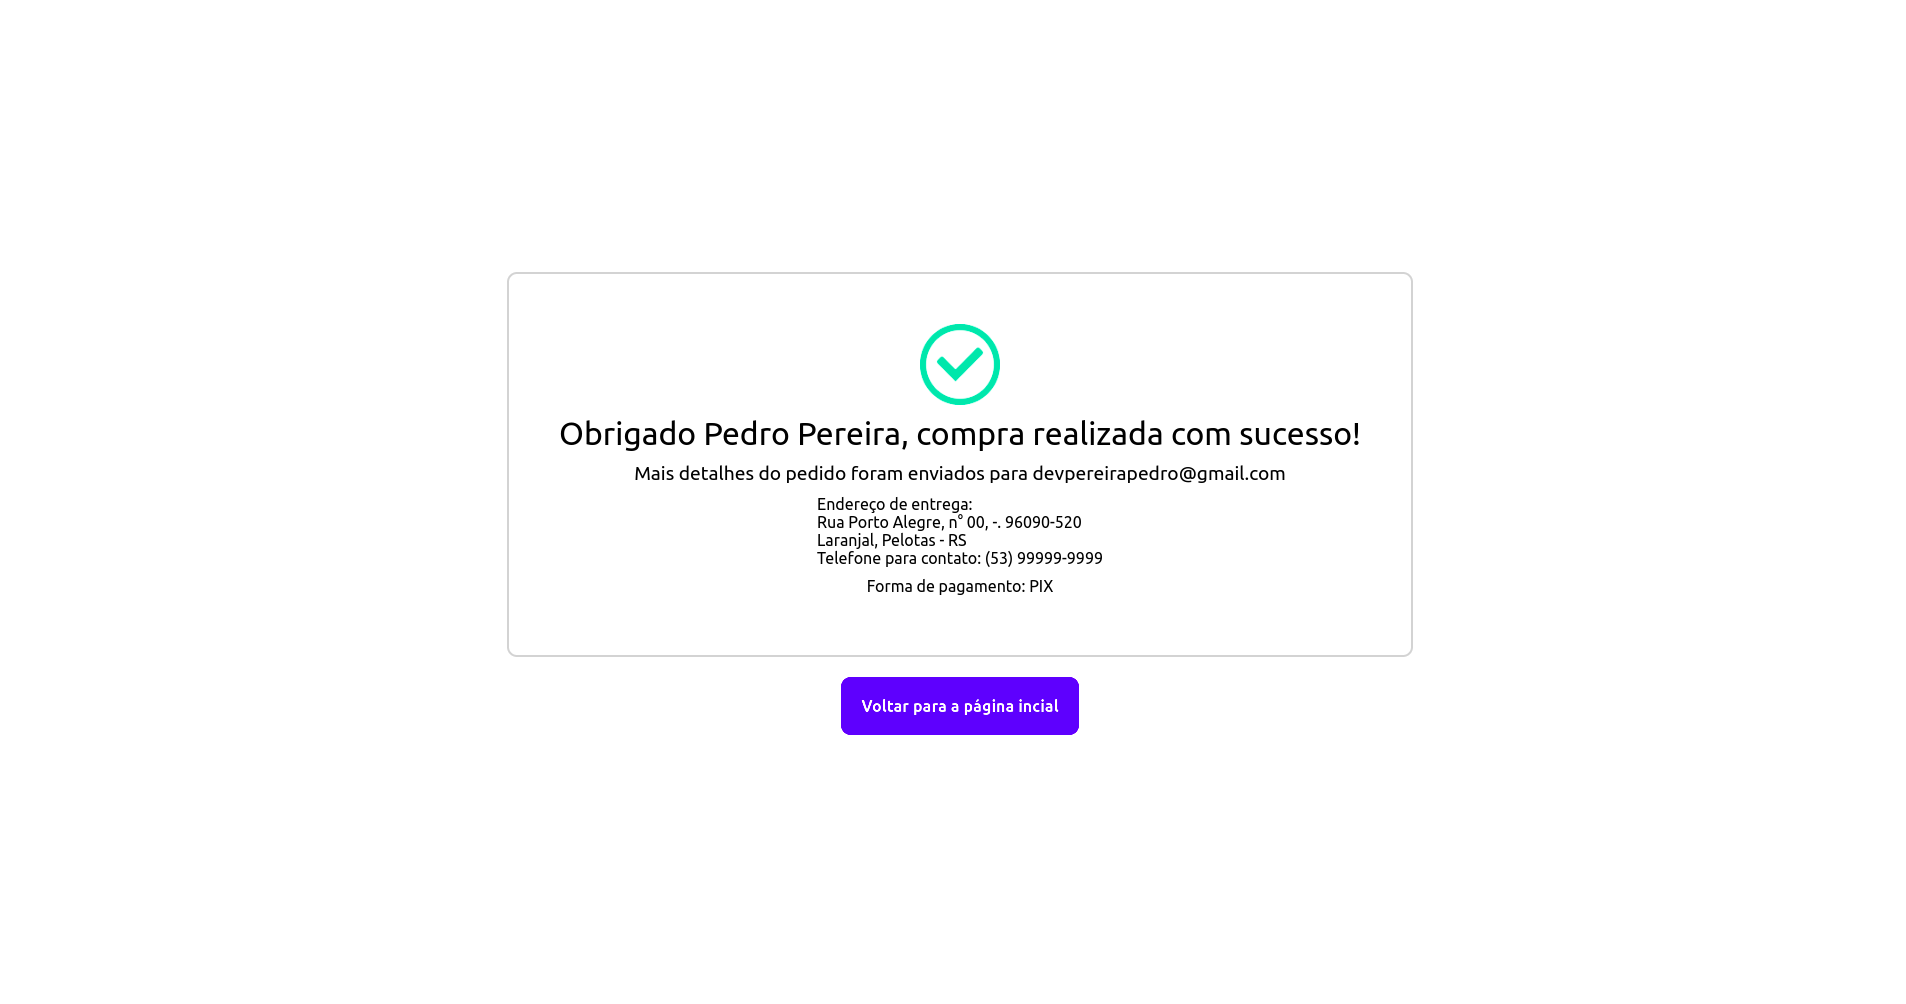 Obrigado Pedro Pereira, compra realizada com sucesso!
Mais detalhes do pedido foram enviados para devpereirapedro@gmail.com
Endereço de entrega:
Rua Porto Alegre, n° 00, -. 96090-520
Laranjal, Pelotas - RS
Telefone para contato: (53) 99999-9999
Forma de pagamento: PIX
Voltar para a página incial